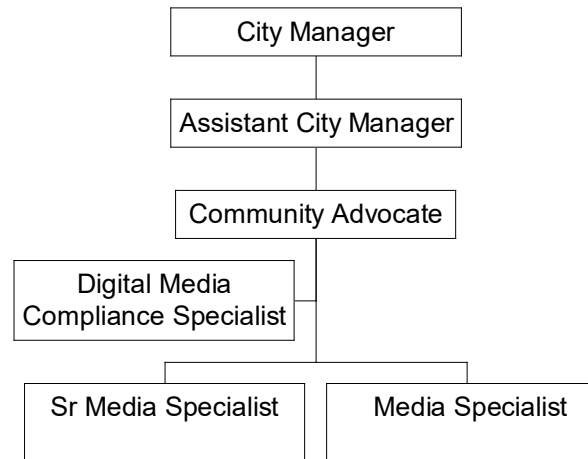 City Manager
Assistant City Manager
Community Advocate
Digital Media
Compliance Specialist
Sr Media Specialist
Media Specialist